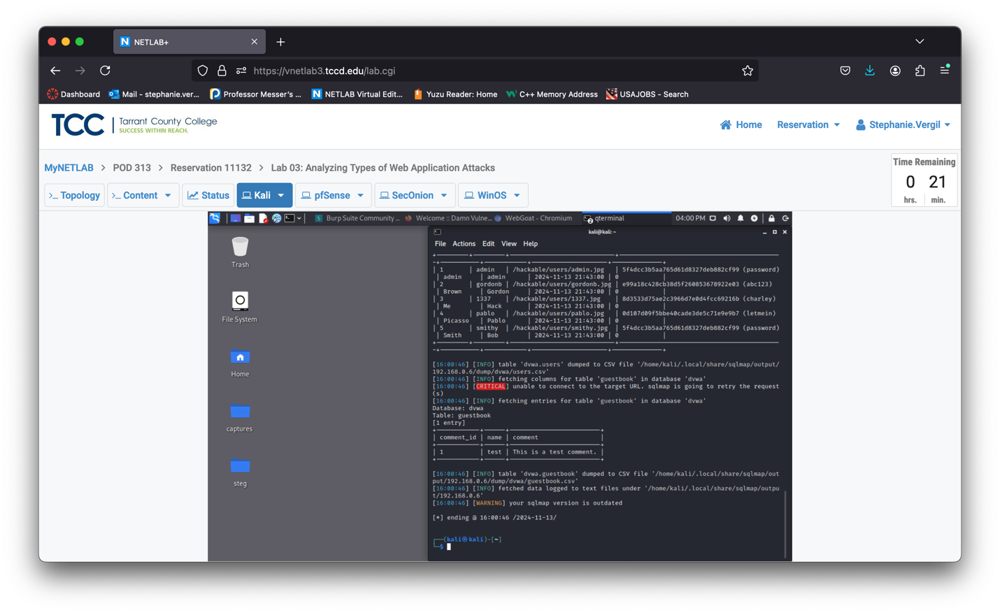 NETLAB+
https://vnetlab3.tccd.edu/lab.cgi
Dashboard Mail - stephanie.ver... Professor Messer's ... NETLAB Virtual Edit... Yuzu Reader: Home C++ Memory Address USAJOBS - Search
TCC Tarrant County College
SUCCESS WITHIN REACH.
Home Reservation Stephanie.Vergil
MyNETLAB > POD 313 > Reservation 11132 > Lab 03: Analyzing Types of Web Application Attacks
Time Remaining
0 21
hrs. min.
>_ Topology >_ Content Status Kali pfSense SecOnion WinOS
Burp Suite Community ... Welcome :: Damn Vulne... WebGoat - Chromium qterminal 04:00 PM
kali@kali: ~
File Actions Edit View Help
Trash
File System
Home
captures
steg
| 1 | admin | /hackable/users/admin.jpg | 5f4dcc3b5aa765d61d8327deb882cf99 (password)
| admin | admin | 2024-11-13 21:43:00 | 0 |
| 2 | gordonb | /hackable/users/gordonb.jpg | e99a18c428cb38d5f260853678922e03 (abc123)
| Brown | Gordon | 2024-11-13 21:43:00 | 0 |
| 3 | 1337 | /hackable/users/1337.jpg | 8d3533d75ae2c3966d7e0d4fcc69216b (charley)
| Me | Hack | 2024-11-13 21:43:00 | 0 |
| 4 | pablo | /hackable/users/pablo.jpg | 0d107d09f5bbe40cade3de5c71e9e9b7 (letmein)
| Picasso | Pablo | 2024-11-13 21:43:00 | 0 |
| 5 | smithy | /hackable/users/smithy.jpg | 5f4dcc3b5aa765d61d8327deb882cf99 (password)
| Smith | Bob | 2024-11-13 21:43:00 | 0 |
[16:00:46] [INFO] table 'dvwa.users' dumped to CSV file '/home/kali/.local/share/sqlmap/output/
192.168.0.6/dump/dvwa/users.csv'
[16:00:46] [INFO] fetching columns for table 'guestbook' in database 'dvwa'
[16:00:46] [CRITICAL] unable to connect to the target URL. sqlmap is going to retry the request
(s)
[16:00:46] [INFO] fetching entries for table 'guestbook' in database 'dvwa'
Database: dvwa
Table: guestbook
[1 entry]
| comment_id | name | comment |
| 1 | test | This is a test comment. |
[16:00:46] [INFO] table 'dvwa.guestbook' dumped to CSV file '/home/kali/.local/share/sqlmap/out
put/192.168.0.6/dump/dvwa/guestbook.csv'
[16:00:46] [INFO] fetched data logged to text files under '/home/kali/.local/share/sqlmap/outpu
t/192.168.0.6'
[16:00:46] [WARNING] your sqlmap version is outdated
[*] ending @ 16:00:46 /2024-11-13/
(kali㉿kali)-[~]
$